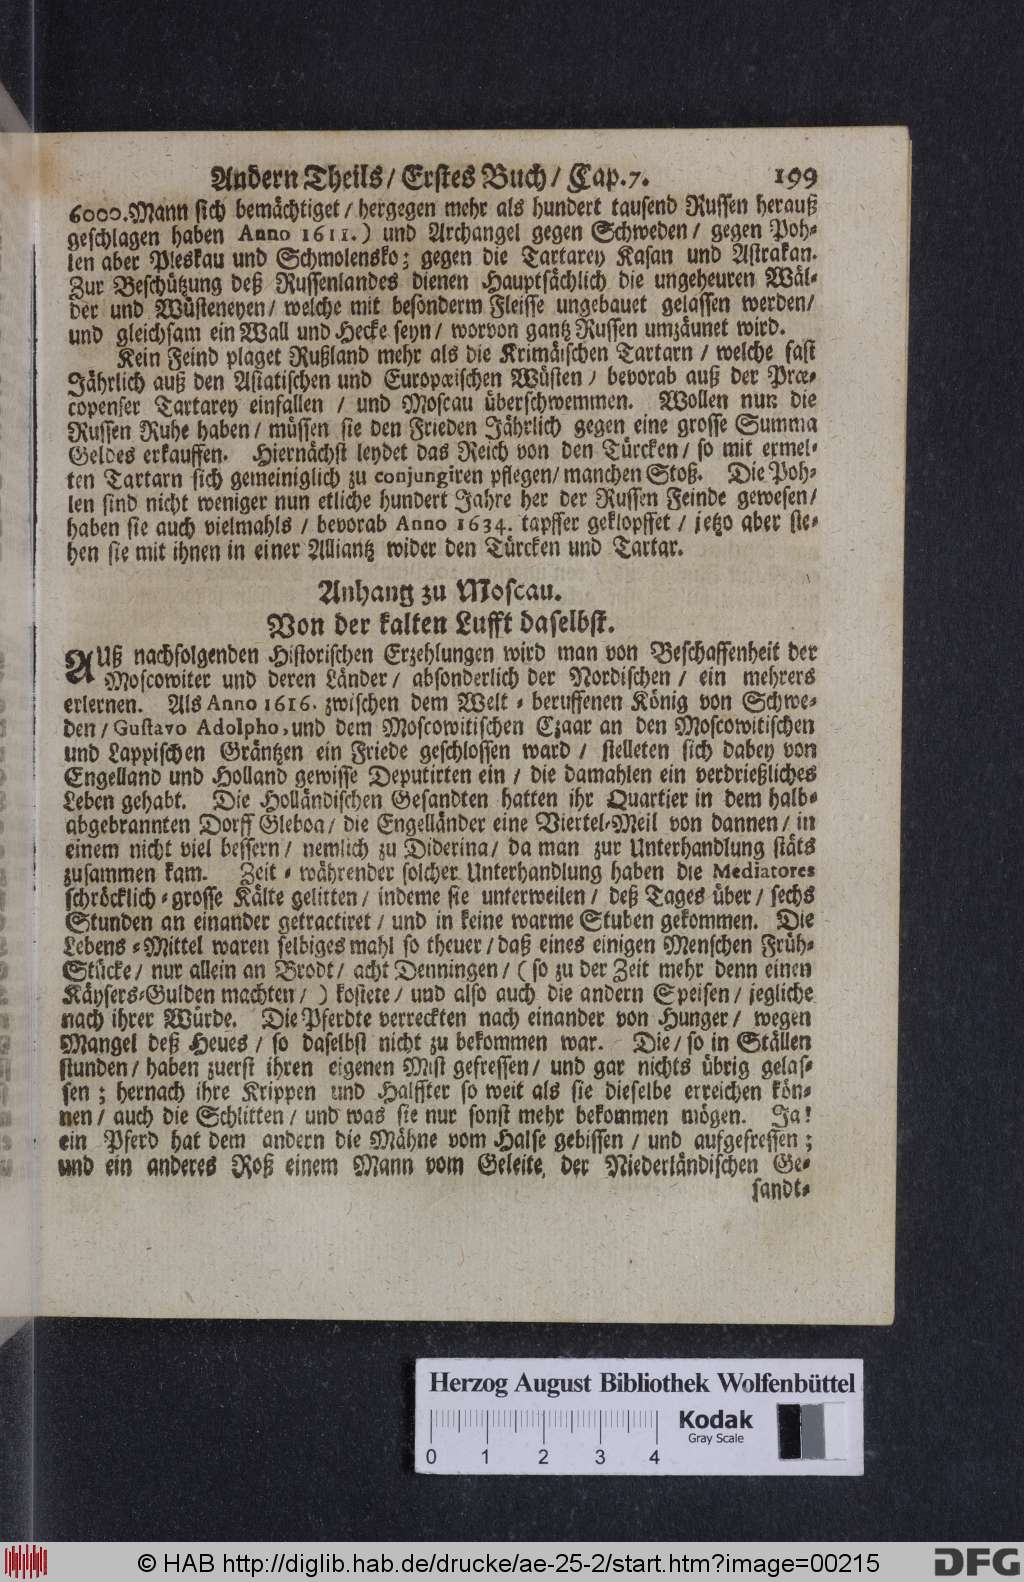 Andern Theils / Erstes Buch / Cap. 7. 199
6000. Mann sich bemächtiget / hergegen mehr als hundert tausend Russen herauß
geschlagen haben Anno 1611. ) und Archangel gegen Schweden / gegen Poh-
len aber Pleskau und Schmolensko; gegen die Tartarey Kasan und Astrakan.
Zur Beschützung deß Russenlandes dienen Hauptsächlich die ungeheuren Wäl-
der und Wüsteneyen / welche mit besonderm Fleisse ungebauet gelassen werden /
und gleichsam ein Wall und Hecke seyn / worvon gantz Russen umzäunet wird.
Kein Feind plaget Rußland mehr als die Krimäischen Tartarn / welche fast
Jährlich auß den Asiatischen und Europæischen Wüsten / bevorab auß der Præ-
copenser Tartarey einfallen / und Moscau überschwemmen. Wollen nun die
Russen Ruhe haben / müssen sie den Frieden Jährlich gegen eine grosse Summa
Geldes erkauffen. Hiernächst leydet das Reich von den Türcken / so mit ermel-
ten Tartarn sich gemeiniglich zu conjungiren pflegen / manchen Stoß. Die Poh-
len sind nicht weniger nun etliche hundert Jahre her der Russen Feinde gewesen /
haben sie auch vielmahls / bevorab Anno 1634. tapffer geklopffet / jetzo aber ste-
hen sie mit ihnen in einer Alliantz wider den Türcken und Tartar.
Anhang zu Moscau.
Von der kalten Lufft daselbst.
AUß nachfolgenden Historischen Erzehlungen wird man von Beschaffenheit der
Moscowiter und deren Länder / absonderlich der Nordischen / ein mehrers
erlernen. Als Anno 1616. zwischen dem Welt-beruffenen König von Schwe-
den / Gustavo Adolpho, und dem Moscowitischen Czaar an den Moscowitischen
und Lappischen Gräntzen ein Friede geschlossen ward / stelleten sich dabey von
Engelland und Holland gewisse Deputirten ein / die damahlen ein verdrießliches
Leben gehabt. Die Holländischen Gesandten hatten ihr Quartier in dem halb-
abgebrannten Dorff Gleboa / die Engelländer eine Viertel-Meil von dannen / in
einem nicht viel bessern / nemlich zu Diderina / da man zur Unterhandlung stäts
zusammen kam. Zeit-währender solcher Unterhandlung haben die Mediatores
schröcklich-grosse Kälte gelitten / indeme sie unterweilen / deß Tages über / sechs
Stunden an einander getractiret / und in keine warme Stuben gekommen. Die
Lebens-Mittel waren selbiges mahl so theuer / daß eines einigen Menschen Früh-
Stücke / nur allein an Brodt / acht Denningen / ( so zu der Zeit mehr denn einen
Käysers-Gulden machten / ) kostete / und also auch die andern Speisen / jegliche
nach ihrer Würde. Die Pferdte verreckten nach einander von Hunger / wegen
Mangel deß Heues / so daselbst nicht zu bekommen war. Die / so in Ställen
stunden / haben zuerst ihren eigenen Mist gefressen / und gar nichts übrig gelas-
sen; hernach ihre Krippen und Halffter so weit als sie dieselbe erreichen kön-
nen / auch die Schlitten / und was sie nur sonst mehr bekommen mögen. Ja!
ein Pferd hat dem andern die Mähne vom Halse gebissen / und aufgefressen;
und ein anderes Roß einem Mann vom Geleite, der Niederländischen Ge-
sandt-
Herzog August Bibliothek Wolfenbüttel
Kodak
Gray Scale
0 1 2 3 4
© HAB http://diglib.hab.de/drucke/ae-25-2/start.htm?image=00215
DFG